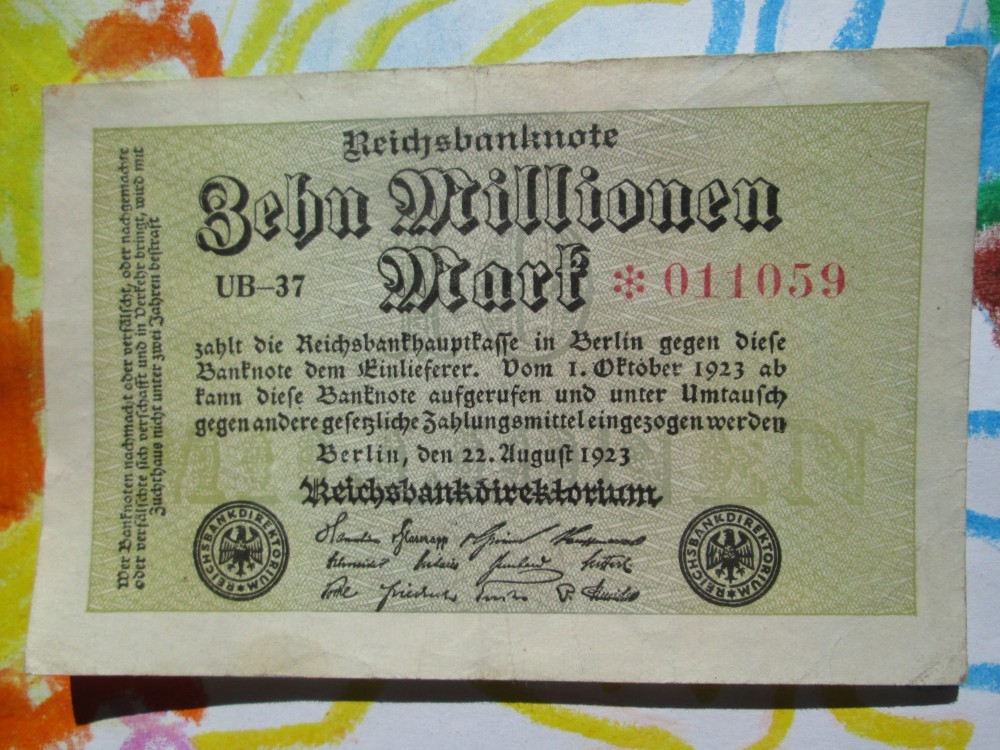 Reichsbanknote
Zehn Millionen
Mark
UB–37
* 011059
zahlt die Reichsbankhauptkasse in Berlin gegen diese
Banknote dem Einlieferer. Vom 1. Oktober 1923 ab
kann diese Banknote aufgerufen und unter Umtausch
gegen andere gesetzliche Zahlungsmittel eingezogen werden
Berlin, den 22. August 1923
Reichsbankdirektorium
REICHSBANKDIREKTORIUM
REICHSBANKDIREKTORIUM
Wer Banknoten nachmacht oder verfälscht, oder nachgemachte
oder verfälschte sich verschafft und in Verkehr bringt, wird mit
Zuchthaus nicht unter zwei Jahren bestraft